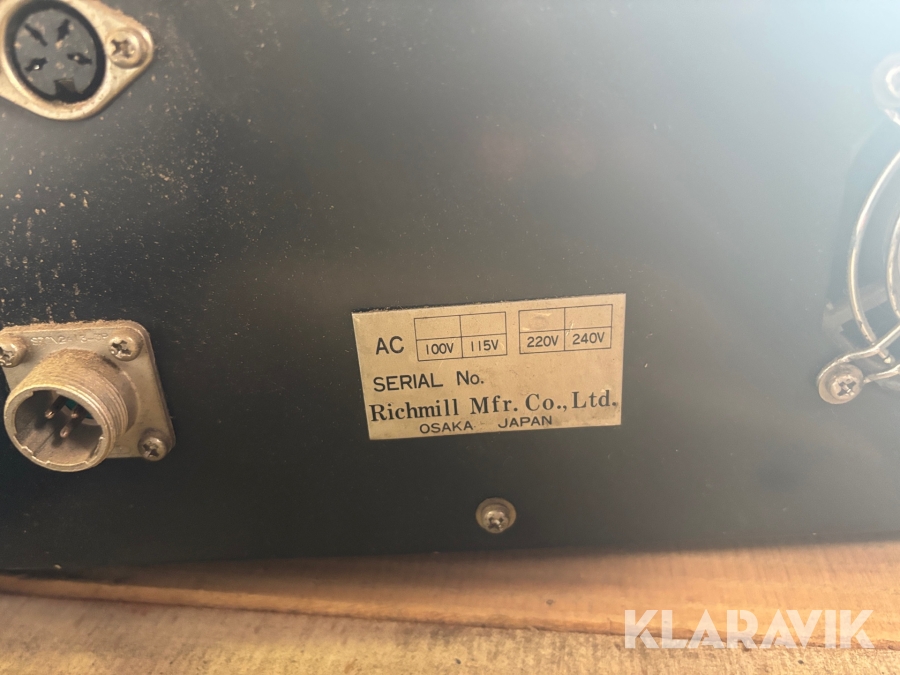 AC 100V 115V 220V 240V
SERIAL No.
Richmill Mfr. Co., Ltd.
OSAKA JAPAN
KLARAVIK